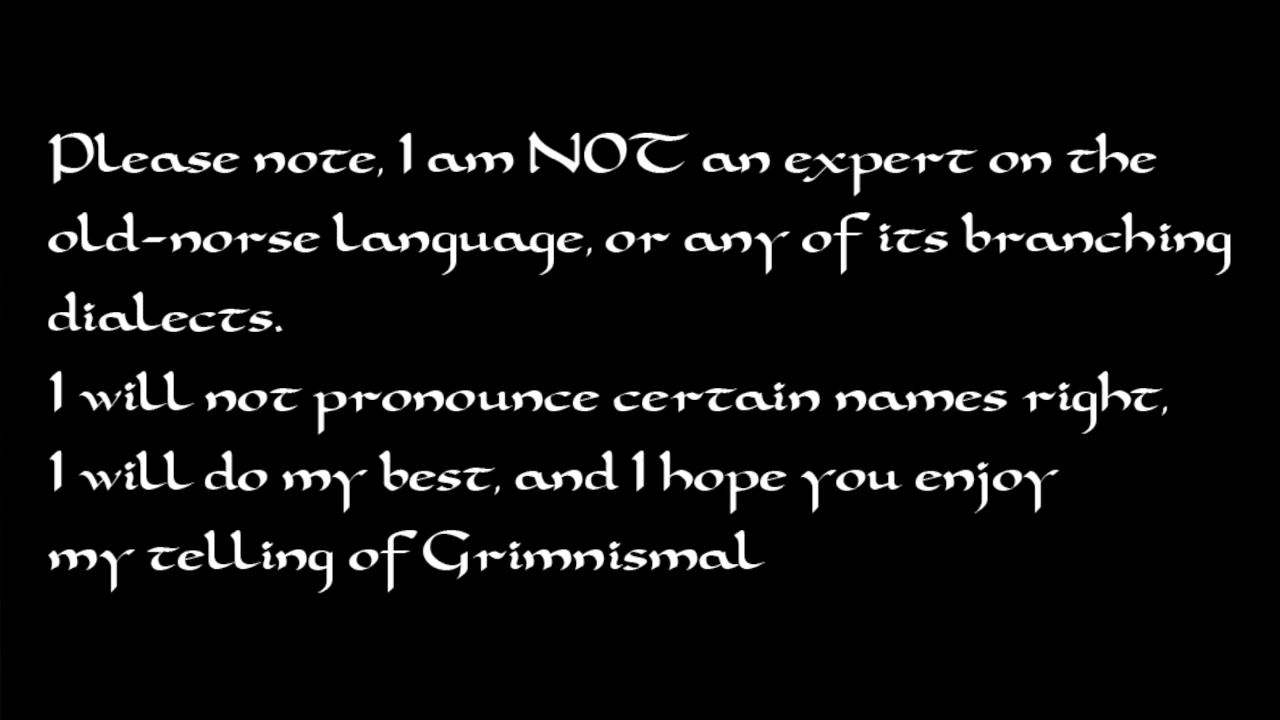 Please note, I am NOT an expert on the
old-norse language, or any of its branching
dialects.
I will not pronounce certain names right,
I will do my best, and I hope you enjoy
my telling of Grimnismal